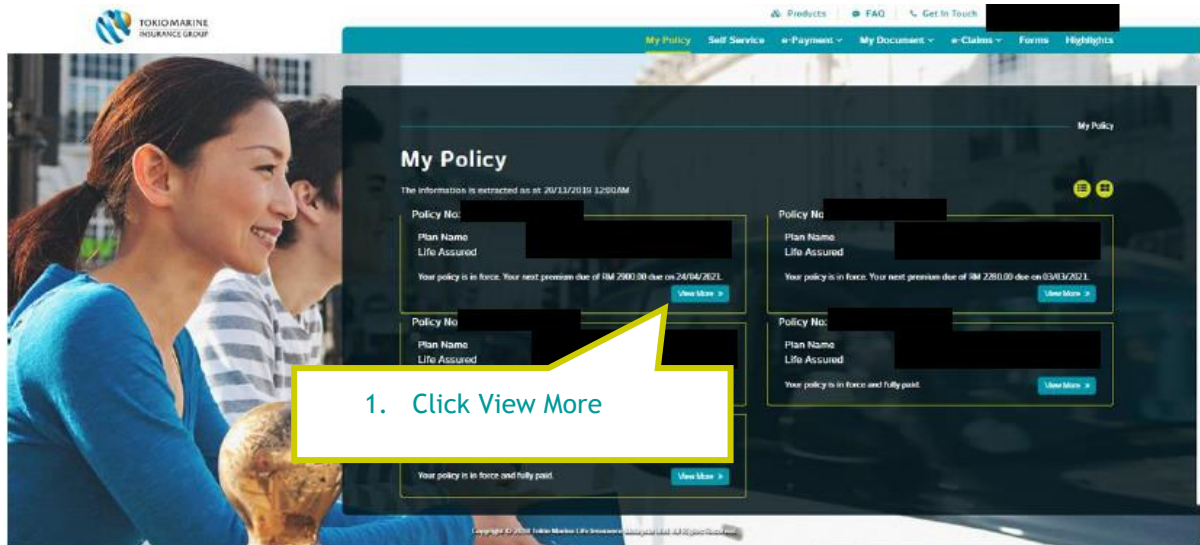 TOKIO MARINE
INSURANCE GROUP
Products FAQ Get In Touch
My Policy Self Service e-Payment My Document e-Claims Forms Highlights
My Policy
My Policy
The information is extracted as at 20/11/2019 12:00AM
Policy No:
Plan Name
Life Assured
Your policy is in force. Your next premium due of RM 2900.00 due on 24/04/2021.
View More »
Policy No
Plan Name
Life Assured
Your policy is in force. Your next premium due of RM 2280.00 due on 03/03/2021.
View More »
Policy No
Plan Name
Life Assured
Policy No:
Plan Name
Life Assured
Your policy is in force and fully paid.
View More »
1. Click View More
Your policy is in force and fully paid.
View More »
Tokio Marine Life Insurance